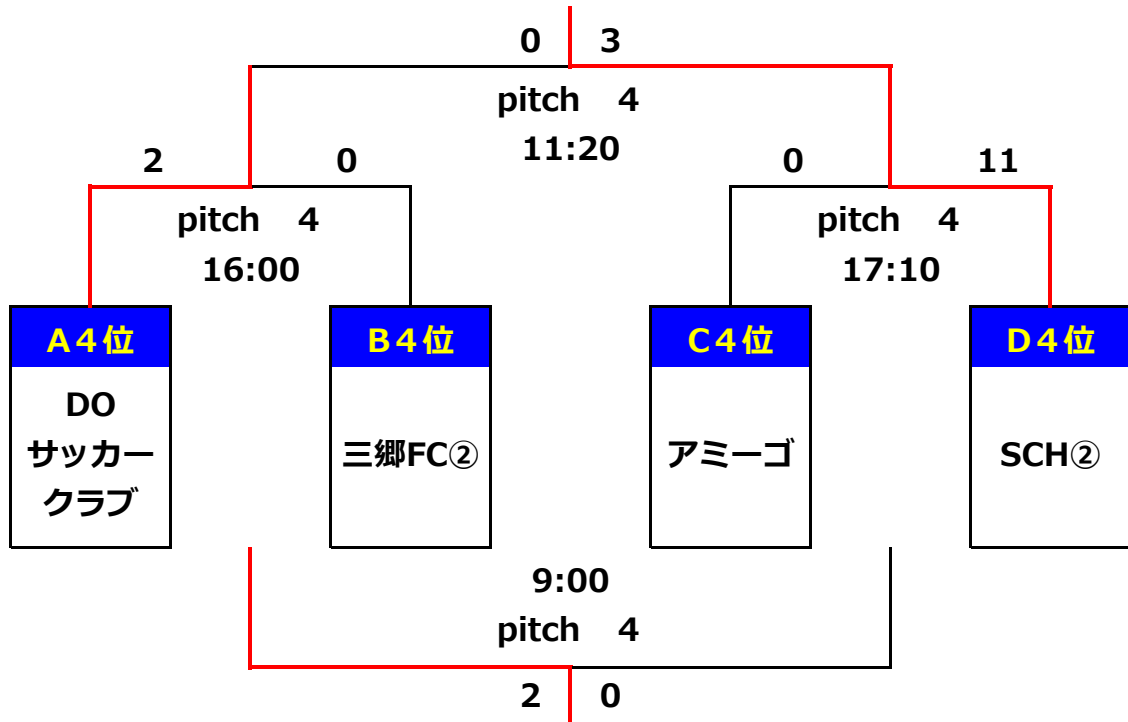 0 3
pitch 4
11:20
2 0 0 11
pitch 4 pitch 4
16:00 17:10
A4位 B4位 C4位 D4位
DO
サッカー
クラブ
三郷FC②
アミーゴ
SCH②
9:00
pitch 4
2 0